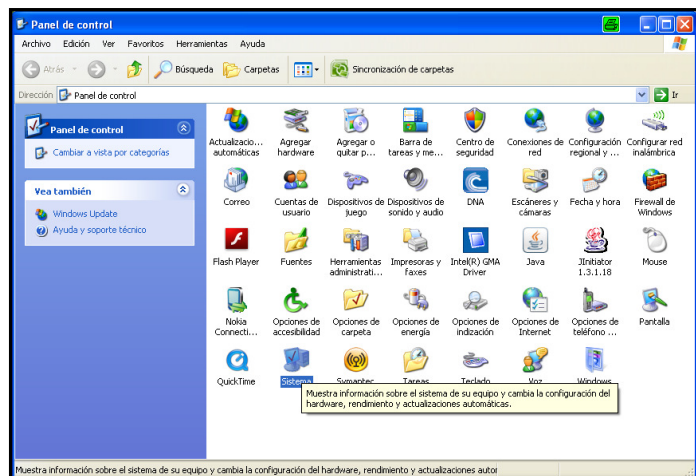 Panel de control
Archivo Edición Ver Favoritos Herramientas Ayuda
Atrás Búsqueda Carpetas Sincronización de carpetas
Dirección Panel de control Ir
Panel de control
Cambiar a vista por categorías
Vea también
Windows Update
Ayuda y soporte técnico
Actualizacio... Agregar Agregar o Barra de Centro de Conexiones de Configuración Configurar red
automáticas hardware quitar p... tareas y me... seguridad red regional y ... inalámbrica
Correo Cuentas de Dispositivos de Dispositivos de DNA Escáneres y Fecha y hora Firewall de
usuario juego sonido y audio cámaras Windows
Flash Player Fuentes Herramientas Impresoras y Intel(R) GMA Java JInitiator Mouse
administrati... faxes Driver 1.3.1.18
Nokia Opciones de Opciones de Opciones de Opciones de Opciones de Opciones de Pantalla
Connecti... accesibilidad carpeta energía indización Internet teléfono ...
QuickTime Sistema Symantec Tareas Teclado Voz Windows
Muestra información sobre el sistema de su equipo y cambia la configuración del
hardware, rendimiento y actualizaciones automáticas.
Muestra información sobre el sistema de su equipo y cambia la configuración del hardware, rendimiento y actualizaciones autor